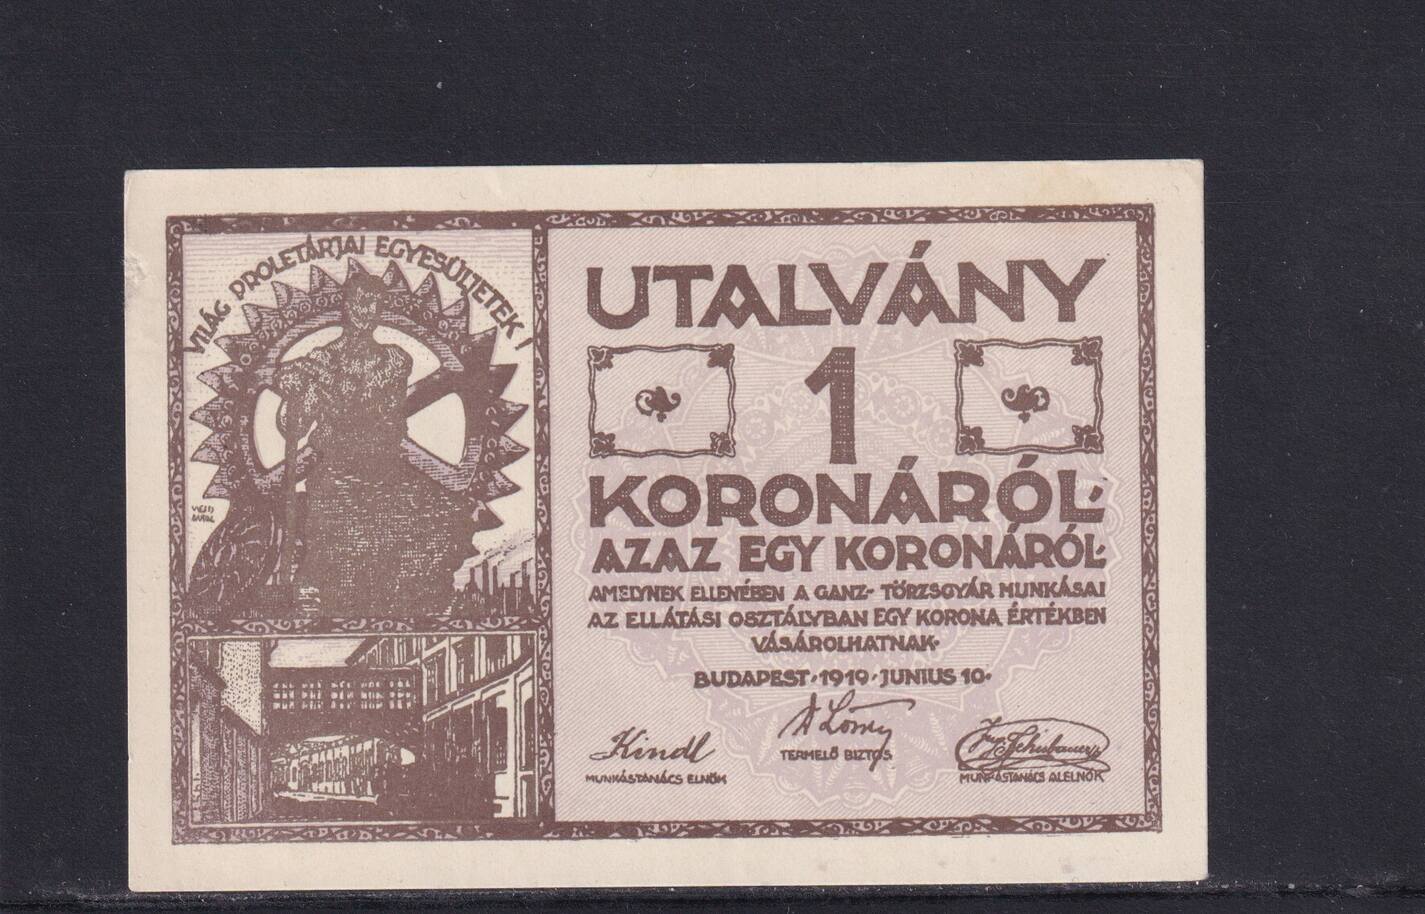 VILÁG PROLETÁRJAI EGYESÜLJETEK!
UTALVÁNY
1
KORONÁRÓL·
AZAZ EGY KORONÁRÓL·
AMELYNEK ELLENÉBEN A GANZ- TÖRZSGYÁR MUNKÁSAI
AZ ELLÁTÁSI OSZTÁLYBAN EGY KORONA ÉRTÉKBEN
VÁSÁROLHATNAK·
BUDAPEST·1919·JUNIUS 10·
Kindl
MUNKÁSTANÁCS ELNÖK
TERMELŐ BIZTOS
Schubauer
MUNKÁSTANÁCS ALELNÖK